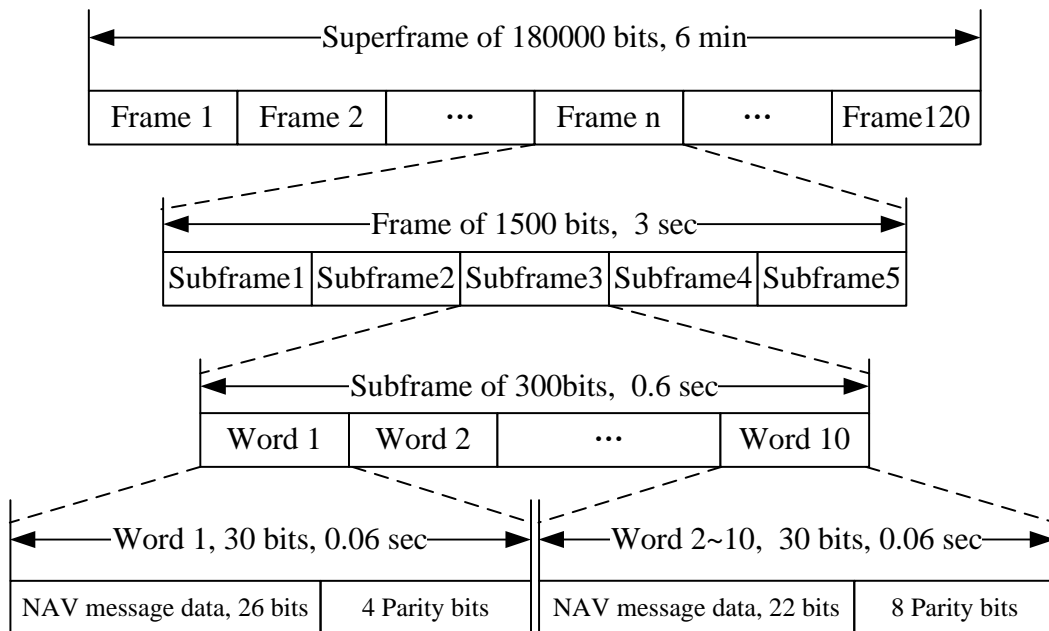 Superframe of 180000 bits, 6 min
Frame 1 Frame 2 ... Frame n ... Frame120
Frame of 1500 bits, 3 sec
Subframe1 Subframe2 Subframe3 Subframe4 Subframe5
Subframe of 300bits, 0.6 sec
Word 1 Word 2 ... Word 10
Word 1, 30 bits, 0.06 sec Word 2~10, 30 bits, 0.06 sec
NAV message data, 26 bits 4 Parity bits NAV message data, 22 bits 8 Parity bits